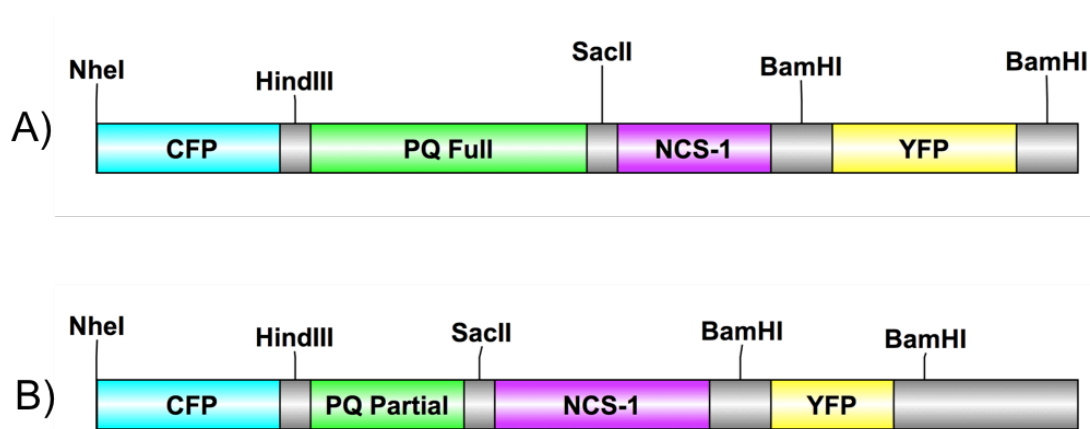 NheI
HindIII
SacII
BamHI
BamHI
A)
CFP
PQ Full
NCS-1
YFP
NheI
HindIII
SacII
BamHI
BamHI
B)
CFP
PQ Partial
NCS-1
YFP